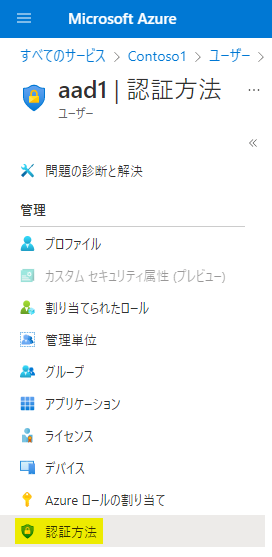 Microsoft Azure
すべてのサービス > Contoso1 > ユーザー >
aad1 | 認証方法 ...
ユーザー
«
問題の診断と解決
管理
プロファイル
カスタム セキュリティ属性 (プレビュー)
割り当てられたロール
管理単位
グループ
アプリケーション
ライセンス
デバイス
Azure ロールの割り当て
認証方法